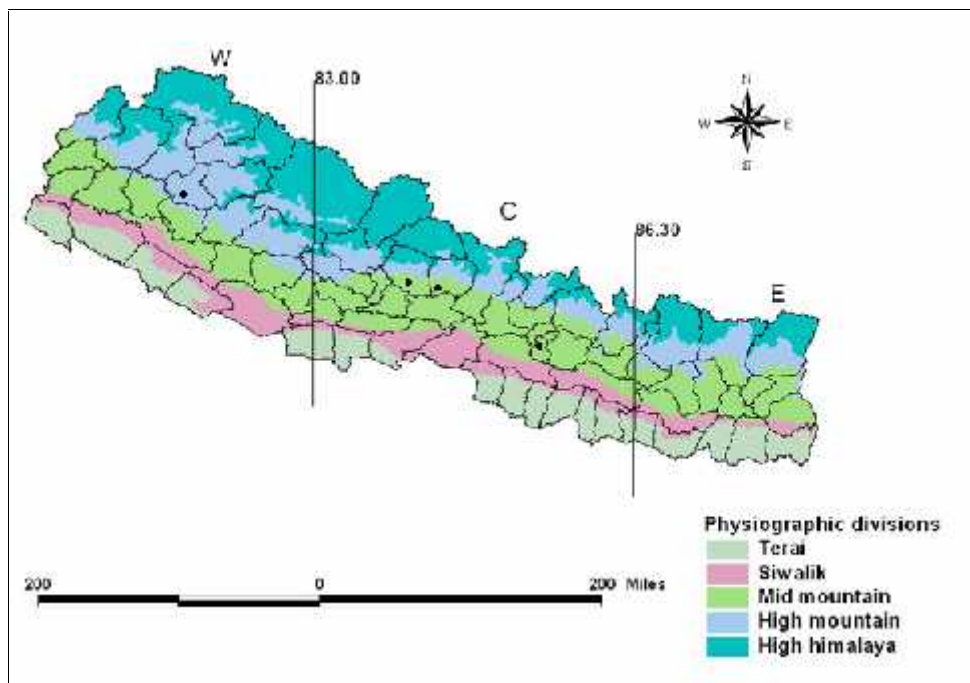 W
83.00
N
W E
S
C
86.30
E
Physiographic divisions
Terai
Siwalik
Mid mountain
High mountain
High himalaya
200 0 200 Miles